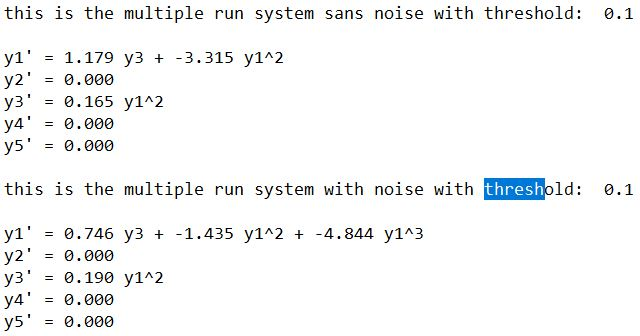 this is the multiple run system sans noise with threshold:  0.1
y1' = 1.179 y3 + -3.315 y1^2
y2' = 0.000
y3' = 0.165 y1^2
y4' = 0.000
y5' = 0.000
this is the multiple run system with noise with threshold:  0.1
y1' = 0.746 y3 + -1.435 y1^2 + -4.844 y1^3
y2' = 0.000
y3' = 0.190 y1^2
y4' = 0.000
y5' = 0.000